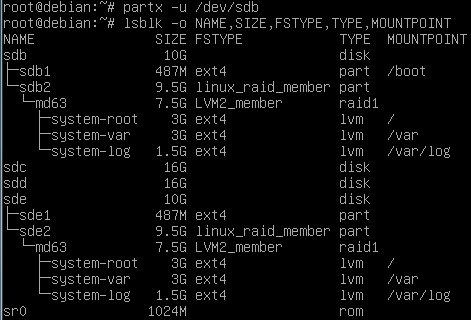 root@debian:~# partx -u /dev/sdb
root@debian:~# lsblk -o NAME,SIZE,FSTYPE,TYPE,MOUNTPOINT
NAME                 SIZE FSTYPE            TYPE  MOUNTPOINT
sdb                   10G                   disk
├─sdb1               487M ext4              part  /boot
└─sdb2               9.5G linux_raid_member part
  └─md63             7.5G LVM2_member       raid1
    ├─system-root      3G ext4              lvm   /
    ├─system-var       3G ext4              lvm   /var
    └─system-log     1.5G ext4              lvm   /var/log
sdc                   16G                   disk
sdd                   16G                   disk
sde                   10G                   disk
├─sde1               487M ext4              part
└─sde2               9.5G linux_raid_member part
  └─md63             7.5G LVM2_member       raid1
    ├─system-root      3G ext4              lvm   /
    ├─system-var       3G ext4              lvm   /var
    └─system-log     1.5G ext4              lvm   /var/log
sr0                 1024M                   rom